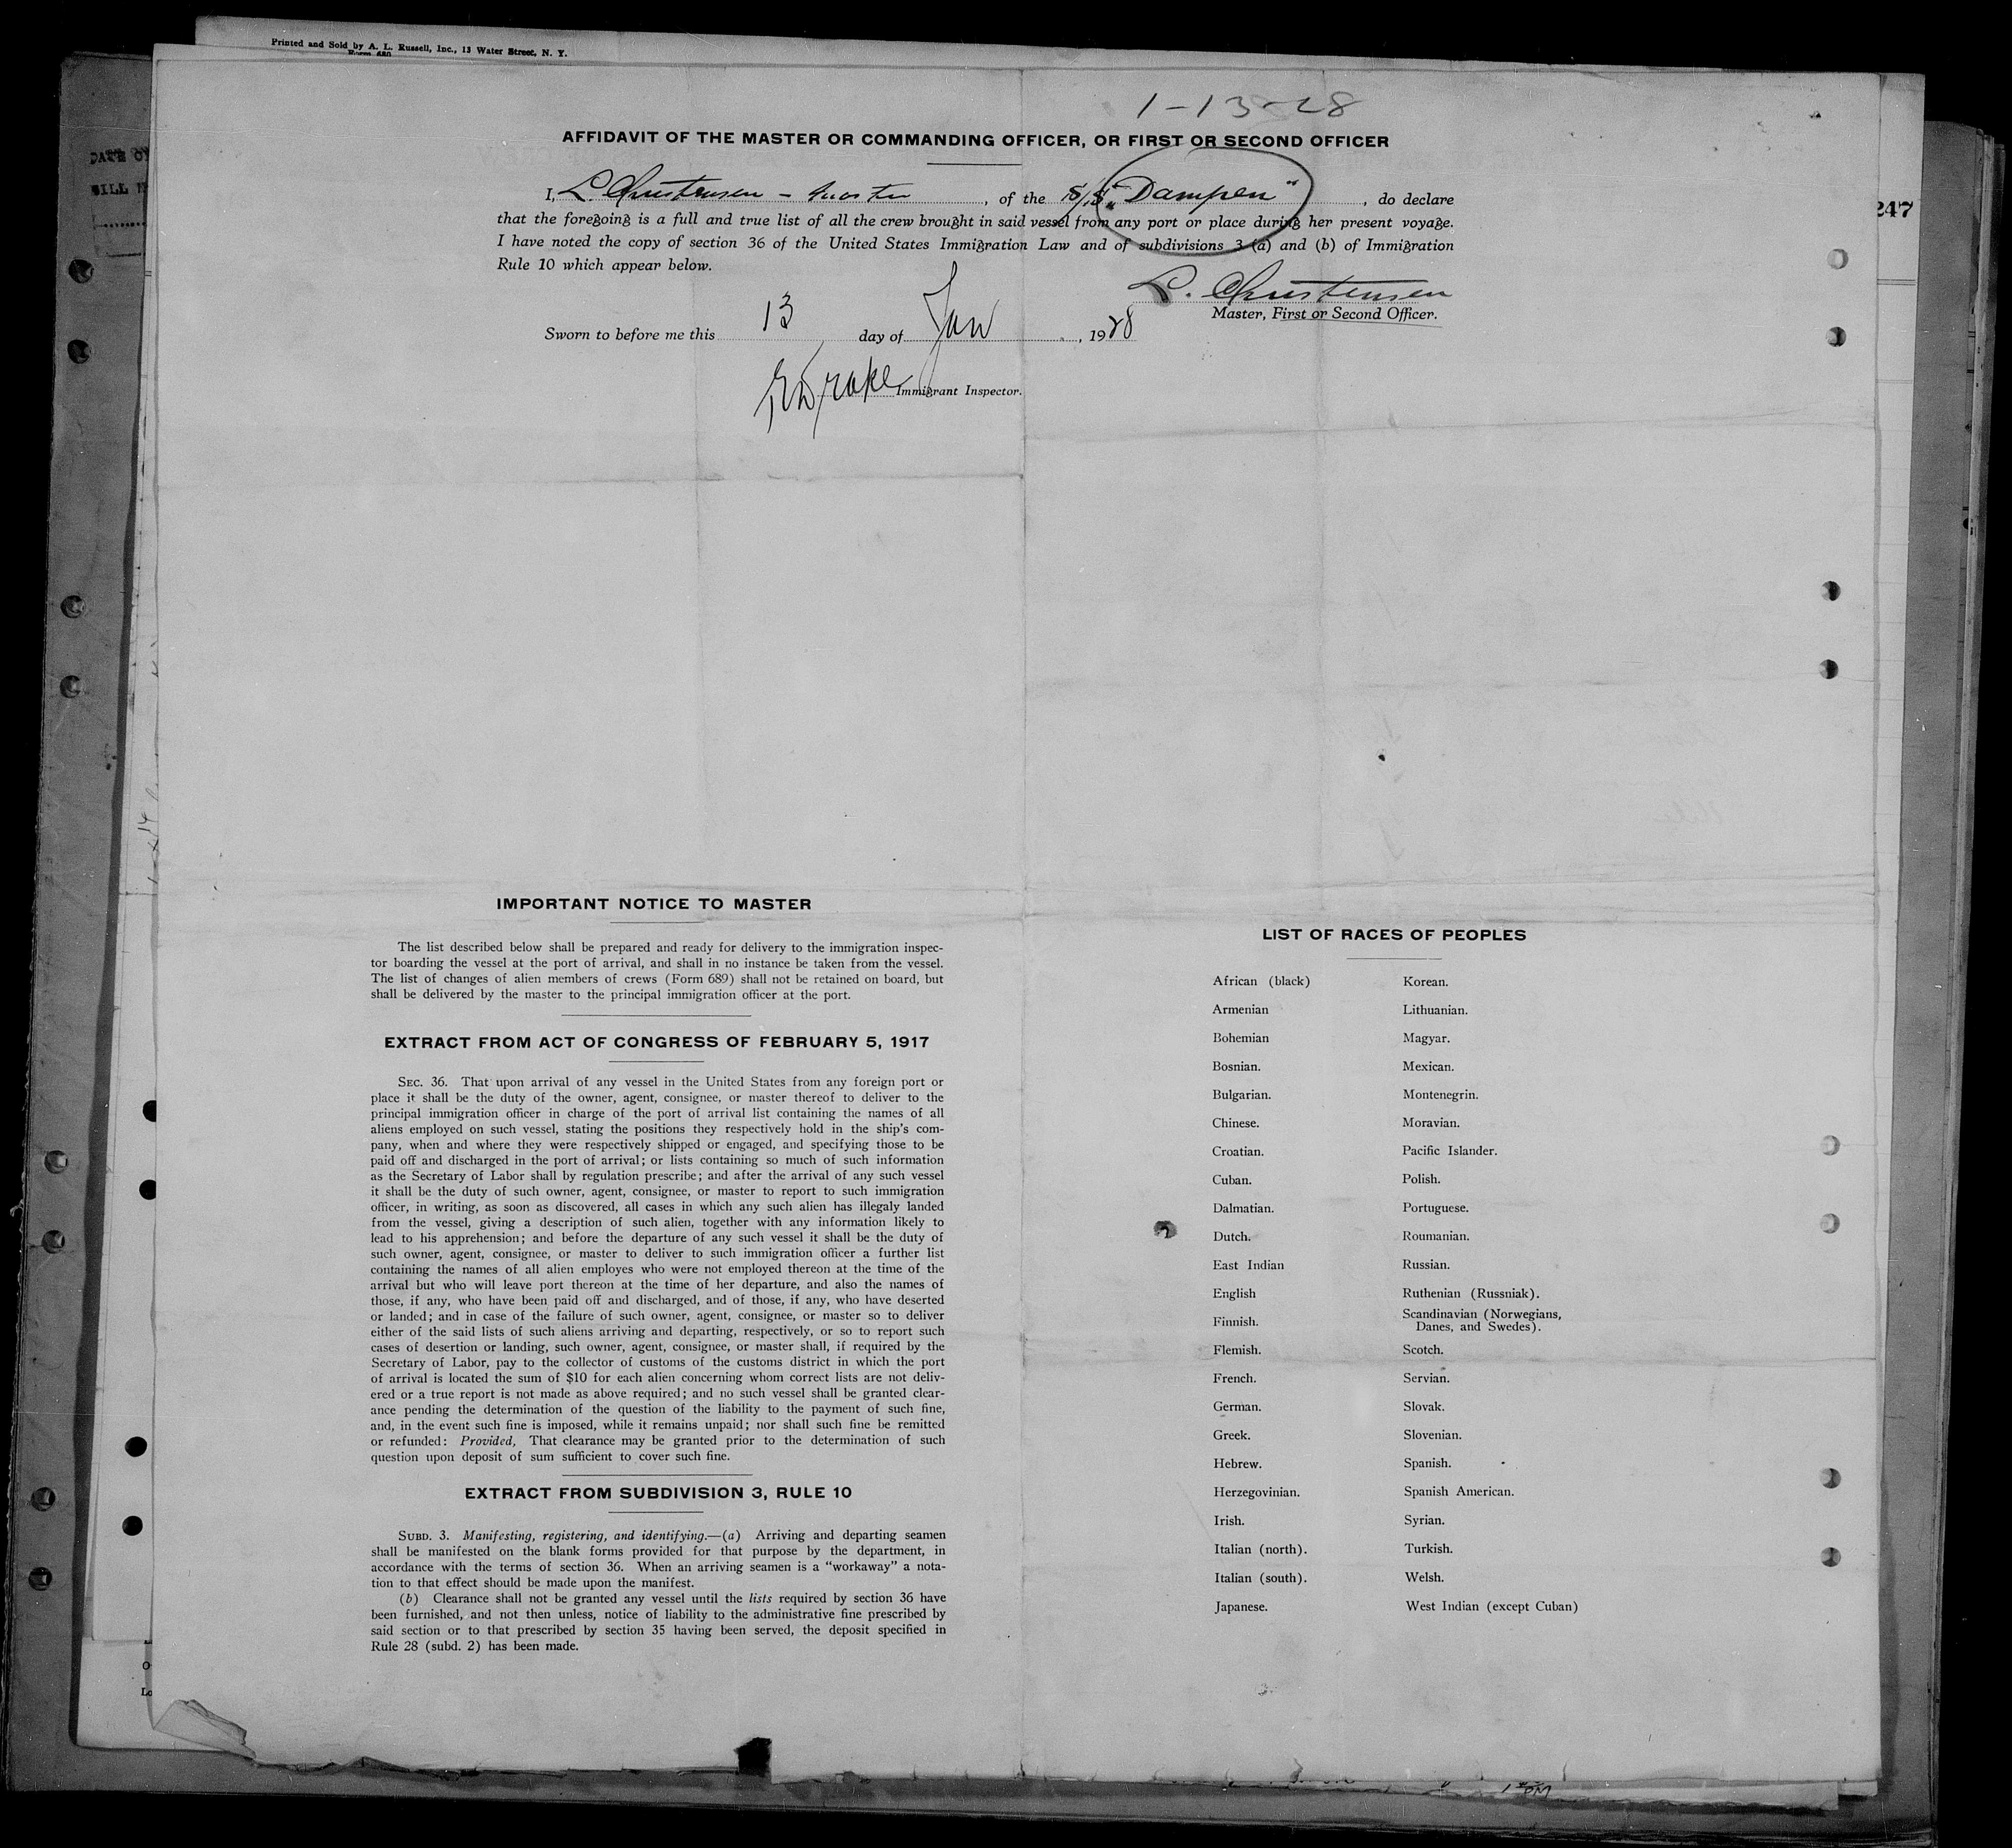 Printed and Sold by A. L. Russell, Inc., 13 Water Street, N. Y.
Form 680
1-13-28
247
AFFIDAVIT OF THE MASTER OR COMMANDING OFFICER, OR FIRST OR SECOND OFFICER
I, L. Christensen - Master, of the S/S. „Dampen", do declare
that the foregoing is a full and true list of all the crew brought in said vessel from any port or place during her present voyage.
I have noted the copy of section 36 of the United States Immigration Law and of subdivisions 3 (a) and (b) of Immigration
Rule 10 which appear below.
L. Christensen
Master, First or Second Officer.
Sworn to before me this 13 day of Jan, 1928
Drake Immigrant Inspector.
IMPORTANT NOTICE TO MASTER
The list described below shall be prepared and ready for delivery to the immigration inspec-
tor boarding the vessel at the port of arrival, and shall in no instance be taken from the vessel.
The list of changes of alien members of crews (Form 689) shall not be retained on board, but
shall be delivered by the master to the principal immigration officer at the port.
EXTRACT FROM ACT OF CONGRESS OF FEBRUARY 5, 1917
SEC. 36. That upon arrival of any vessel in the United States from any foreign port or
place it shall be the duty of the owner, agent, consignee, or master thereof to deliver to the
principal immigration officer in charge of the port of arrival list containing the names of all
aliens employed on such vessel, stating the positions they respectively hold in the ship's com-
pany, when and where they were respectively shipped or engaged, and specifying those to be
paid off and discharged in the port of arrival; or lists containing so much of such information
as the Secretary of Labor shall by regulation prescribe; and after the arrival of any such vessel
it shall be the duty of such owner, agent, consignee, or master to report to such immigration
officer, in writing, as soon as discovered, all cases in which any such alien has illegaly landed
from the vessel, giving a description of such alien, together with any information likely to
lead to his apprehension; and before the departure of any such vessel it shall be the duty of
such owner, agent, consignee, or master to deliver to such immigration officer a further list
containing the names of all alien employes who were not employed thereon at the time of the
arrival but who will leave port thereon at the time of her departure, and also the names of
those, if any, who have been paid off and discharged, and of those, if any, who have deserted
or landed; and in case of the failure of such owner, agent, consignee, or master so to deliver
either of the said lists of such aliens arriving and departing, respectively, or so to report such
cases of desertion or landing, such owner, agent, consignee, or master shall, if required by the
Secretary of Labor, pay to the collector of customs of the customs district in which the port
of arrival is located the sum of $10 for each alien concerning whom correct lists are not deliv-
ered or a true report is not made as above required; and no such vessel shall be granted clear-
ance pending the determination of the question of the liability to the payment of such fine,
and, in the event such fine is imposed, while it remains unpaid; nor shall such fine be remitted
or refunded: Provided, That clearance may be granted prior to the determination of such
question upon deposit of sum sufficient to cover such fine.
EXTRACT FROM SUBDIVISION 3, RULE 10
SUBD. 3. Manifesting, registering, and identifying.—(a) Arriving and departing seamen
shall be manifested on the blank forms provided for that purpose by the department, in
accordance with the terms of section 36. When an arriving seamen is a "workaway" a nota-
tion to that effect should be made upon the manifest.
(b) Clearance shall not be granted any vessel until the lists required by section 36 have
been furnished, and not then unless, notice of liability to the administrative fine prescribed by
said section or to that prescribed by section 35 having been served, the deposit specified in
Rule 28 (subd. 2) has been made.
LIST OF RACES OF PEOPLES
African (black) Korean.
Armenian Lithuanian.
Bohemian Magyar.
Bosnian. Mexican.
Bulgarian. Montenegrin.
Chinese. Moravian.
Croatian. Pacific Islander.
Cuban. Polish.
Dalmatian. Portuguese.
Dutch. Roumanian.
East Indian Russian.
English Ruthenian (Russniak).
Finnish. Scandinavian (Norwegians,
Danes, and Swedes).
Flemish. Scotch.
French. Servian.
German. Slovak.
Greek. Slovenian.
Hebrew. Spanish.
Herzegovinian. Spanish American.
Irish. Syrian.
Italian (north). Turkish.
Italian (south). Welsh.
Japanese. West Indian (except Cuban)